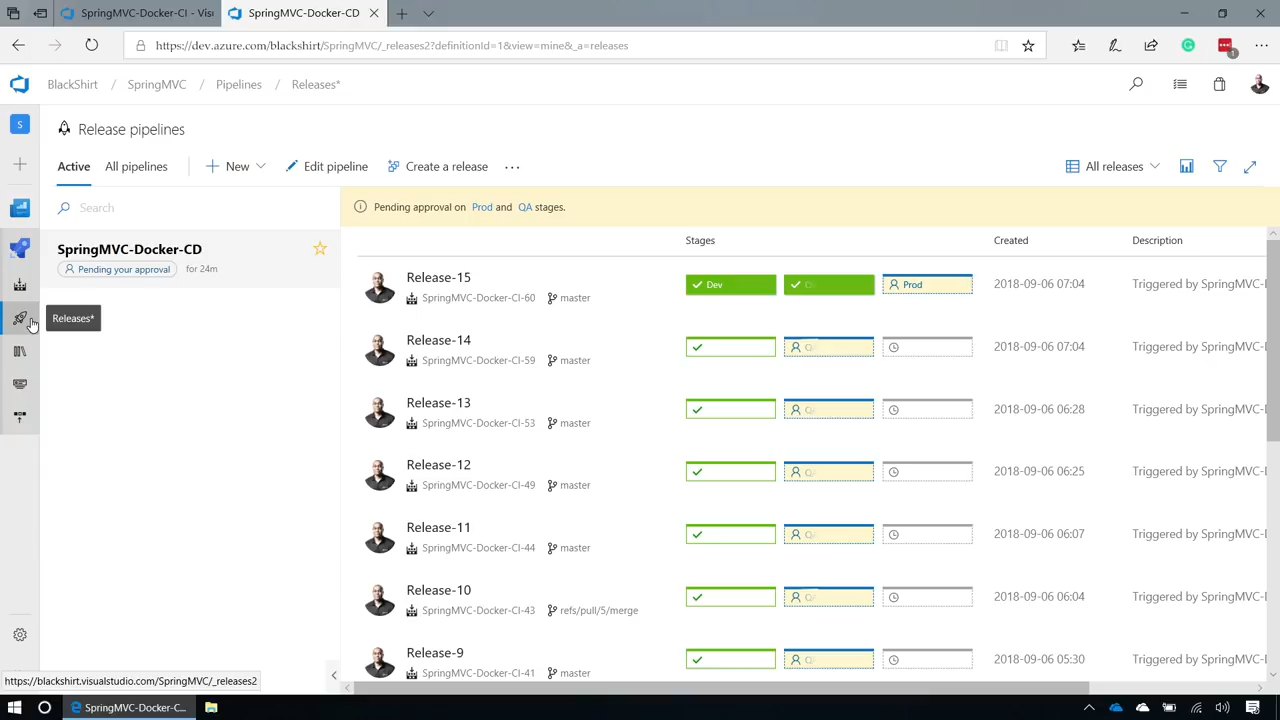 SpringMVC-Docker-CD - Visi
SpringMVC-Docker-CD
https://dev.azure.com/blackshirt/SpringMVC/_releases2?definitionId=1&view=mine&_a=releases
1
BlackShirt / SpringMVC / Pipelines / Releases*
S
Release pipelines
Active All pipelines New Edit pipeline Create a release ... All releases
Search
Pending approval on Prod and QA stages.
Stages Created Description
SpringMVC-Docker-CD
Pending your approval for 24m
Releases*
Release-15 Dev Prod 2018-09-06 07:04 Triggered by SpringMVC-
SpringMVC-Docker-CI-60 master
Release-14 2018-09-06 07:04 Triggered by SpringMVC-
SpringMVC-Docker-CI-59 master
Release-13 2018-09-06 06:28 Triggered by SpringMVC-
SpringMVC-Docker-CI-53 master
Release-12 2018-09-06 06:25 Triggered by SpringMVC-
SpringMVC-Docker-CI-49 master
Release-11 2018-09-06 06:07 Triggered by SpringMVC-
SpringMVC-Docker-CI-44 master
Release-10 2018-09-06 06:04 Triggered by SpringMVC-
SpringMVC-Docker-CI-43 refs/pull/5/merge
Release-9 2018-09-06 05:30 Triggered by SpringMVC-
SpringMVC-Docker-CI-41 master
https://blackshirt.visualstudio.com/SpringMVC/_releases2
SpringMVC-Docker-C...